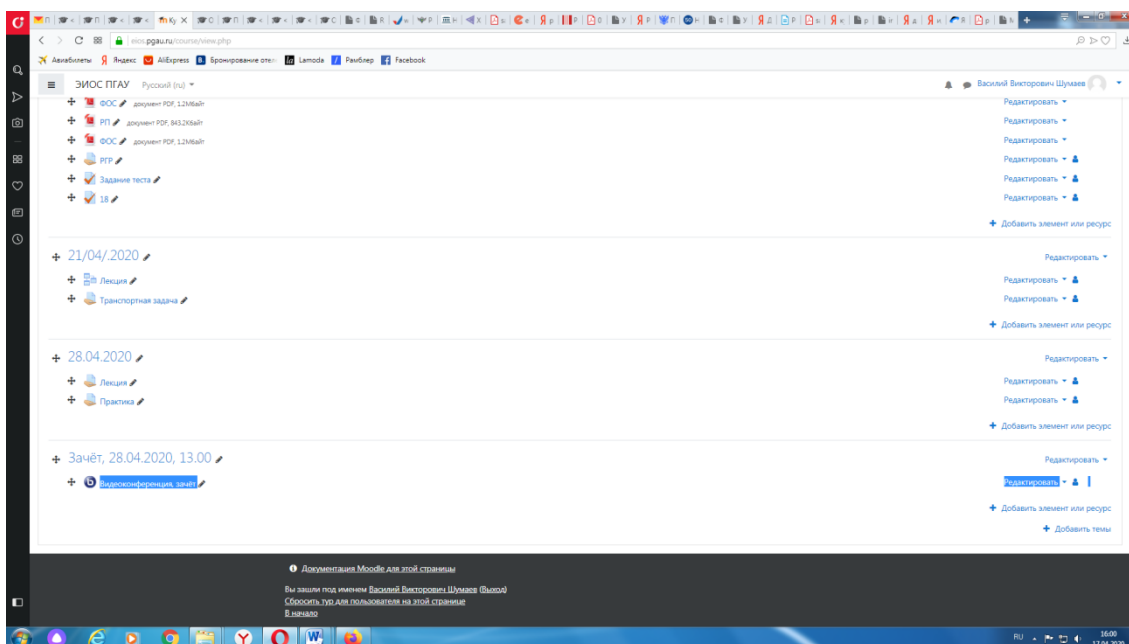 eios.pgau.ru/course/view.php
Авиабилеты Яндекс AliExpress Бронирование оте Lamoda Рамблер Facebook
ЭИОС ПГАУ Русский (ru) Василий Викторович Шумаев
ФОС документ PDF, 1.2Мбайт Редактировать
РП документ PDF, 843.2Кбайт Редактировать
ФОС документ PDF, 1.2Мбайт Редактировать
РГР Редактировать
Задание теста Редактировать
18 Редактировать
+ Добавить элемент или ресурс
21/04/.2020 Редактировать
Лекция Редактировать
Транспортная задача Редактировать
+ Добавить элемент или ресурс
28.04.2020 Редактировать
Лекция Редактировать
Практика Редактировать
+ Добавить элемент или ресурс
Зачёт, 28.04.2020, 13.00 Редактировать
Видеоконференция, зачёт Редактировать
+ Добавить элемент или ресурс
+ Добавить темы
Документация Moodle для этой страницы
Вы зашли под именем Василий Викторович Шумаев (Выход)
Сбросить тур для пользователя на этой странице
В начало
RU 16:00
17.04.2020